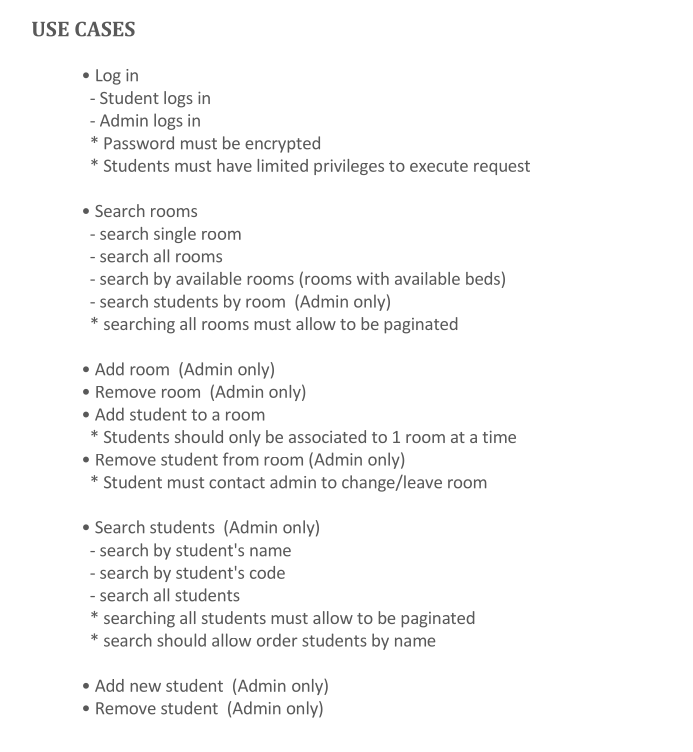 USE CASES
• Log in
- Student logs in
- Admin logs in
* Password must be encrypted
* Students must have limited privileges to execute request
• Search rooms
- search single room
- search all rooms
- search by available rooms (rooms with available beds)
- search students by room  (Admin only)
* searching all rooms must allow to be paginated
• Add room  (Admin only)
• Remove room  (Admin only)
• Add student to a room
* Students should only be associated to 1 room at a time
• Remove student from room (Admin only)
* Student must contact admin to change/leave room
• Search students  (Admin only)
- search by student's name
- search by student's code
- search all students
* searching all students must allow to be paginated
* search should allow order students by name
• Add new student  (Admin only)
• Remove student  (Admin only)